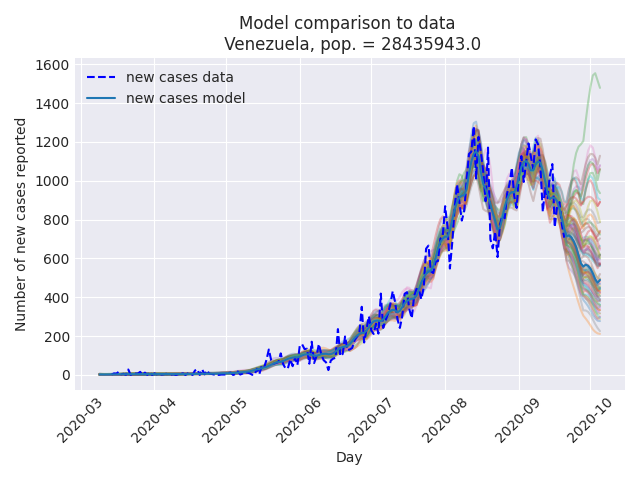 Model comparison to data
Venezuela, pop. = 28435943.0
new cases data
new cases model
Number of new cases reported
1600
1400
1200
1000
800
600
400
200
0
2020-03
2020-04
2020-05
2020-06
2020-07
2020-08
2020-09
2020-10
Day